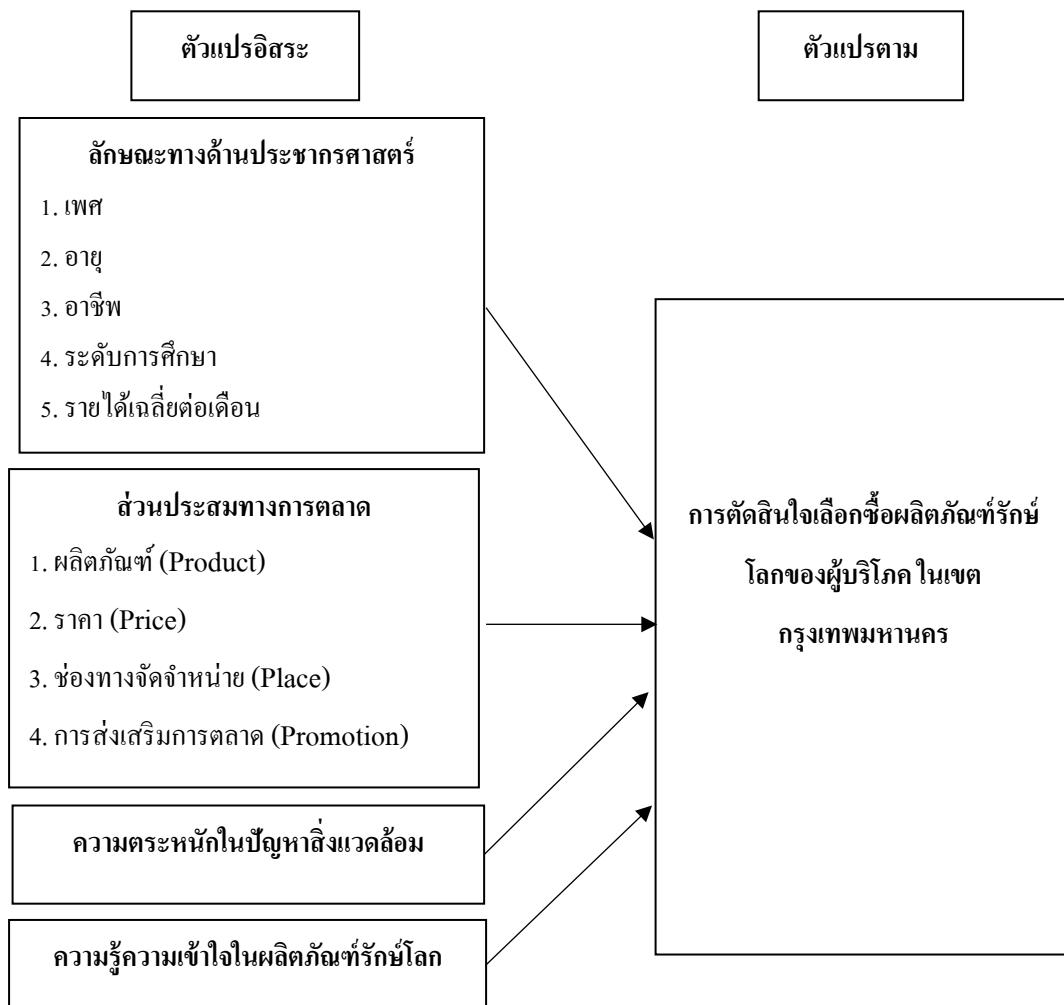 ตัวแปรอิสระ
ตัวแปรตาม
ลักษณะทางด้านประชากรศาสตร์
1. เพศ
2. อายุ
3. อาชีพ
4. ระดับการศึกษา
5. รายได้เฉลี่ยต่อเดือน
ส่วนประสมทางการตลาด
1. ผลิตภัณฑ์ (Product)
2. ราคา (Price)
3. ช่องทางจัดจำหน่าย (Place)
4. การส่งเสริมการตลาด (Promotion)
ความตระหนักในปัญหาสิ่งแวดล้อม
ความรู้ความเข้าใจในผลิตภัณฑ์รักษ์โลก
การตัดสินใจเลือกซื้อผลิตภัณฑ์รักษ์
โลกของผู้บริโภค ในเขต
กรุงเทพมหานคร